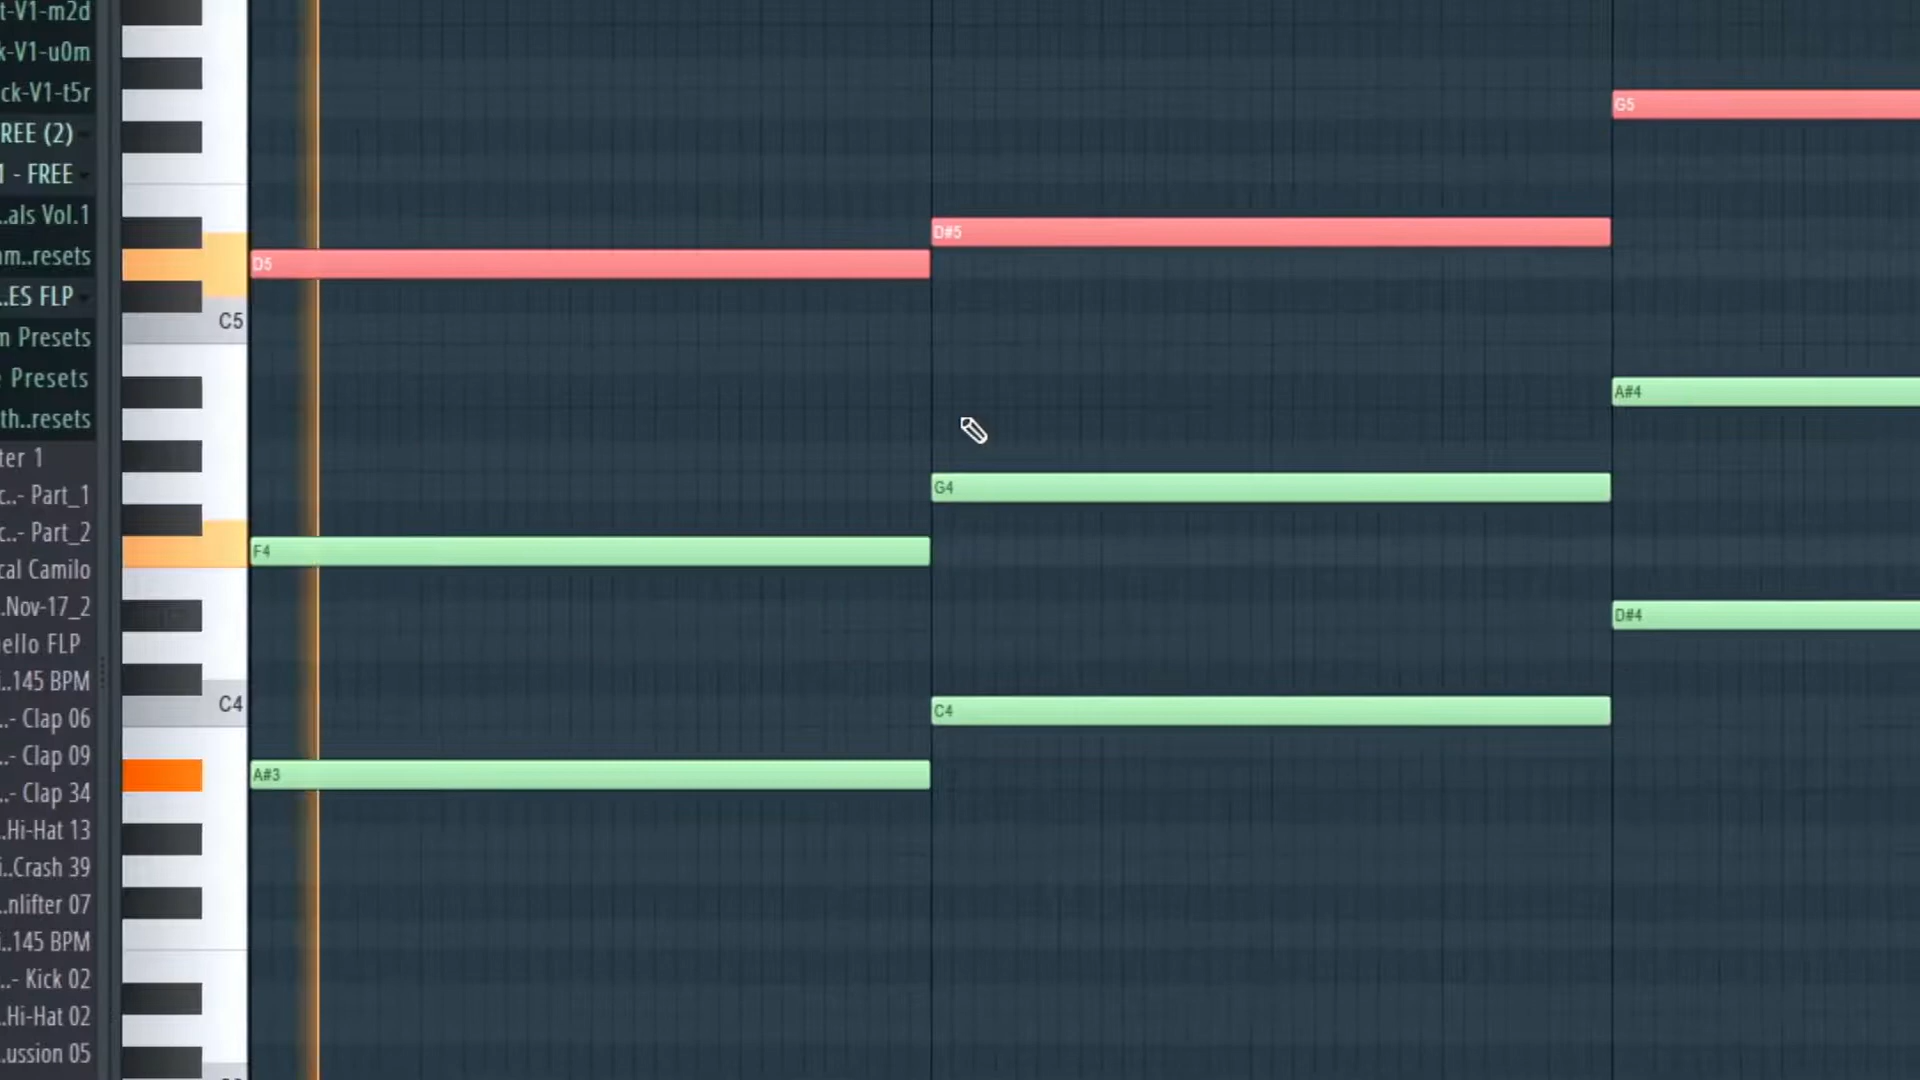 t-V1-m2d
k-V1-u0m
ck-V1-t5r
REE (2)
1 - FREE
..als Vol.1
am..resets
..ES FLP
n Presets
e Presets
th..resets
ter 1
c..- Part_1
c..- Part_2
cal Camilo
.Nov-17_2
ello FLP
i..145 BPM
..- Clap 06
..- Clap 09
..- Clap 34
..Hi-Hat 13
i..Crash 39
..nlifter 07
i..145 BPM
..- Kick 02
..Hi-Hat 02
..ussion 05
C5
C4
G5
D#5
D5
A#4
G4
F4
D#4
C4
A#3